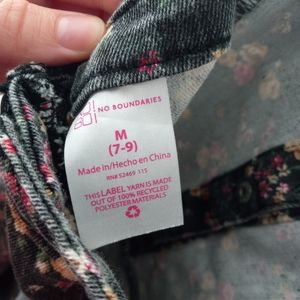 NO BOUNDARIES
M
(7-9)
Made in/Hecho en China
RN# 52469 115
THIS LABEL YARN IS MADE
OUT OF 100% RECYCLED
POLYESTER MATERIALS